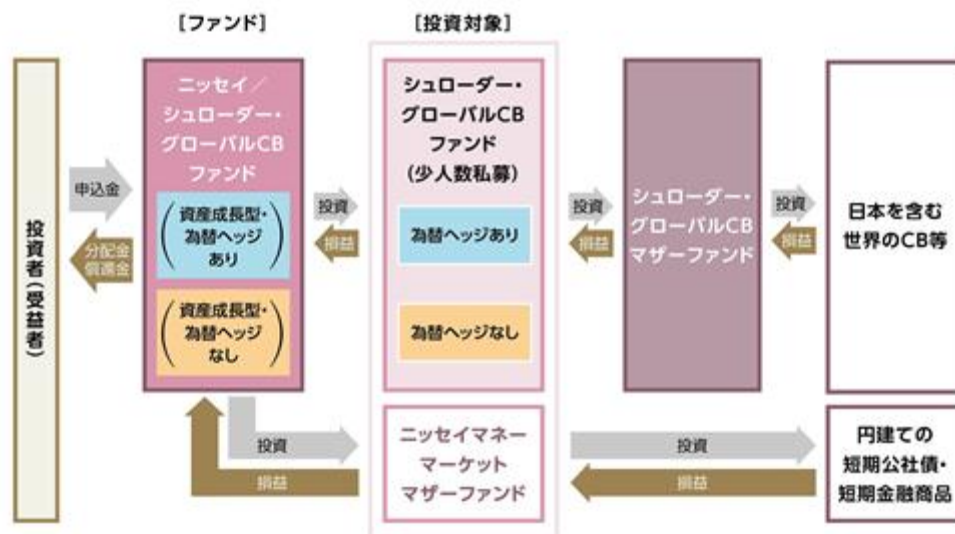 [ファンド]
[投資対象]
投資者(受益者)
申込金
分配金
償還金
ニッセイ／
シュローダー・
グローバルCB
ファンド
(資産成長型・
為替ヘッジ
あり)
(資産成長型・
為替ヘッジ
なし)
投資
損益
シュローダー・
グローバルCB
ファンド
(少人数私募)
為替ヘッジあり
為替ヘッジなし
投資
損益
シュローダー・
グローバルCB
マザーファンド
投資
損益
日本を含む
世界のCB等
投資
損益
ニッセイマネー
マーケット
マザーファンド
投資
損益
円建ての
短期公社債・
短期金融商品